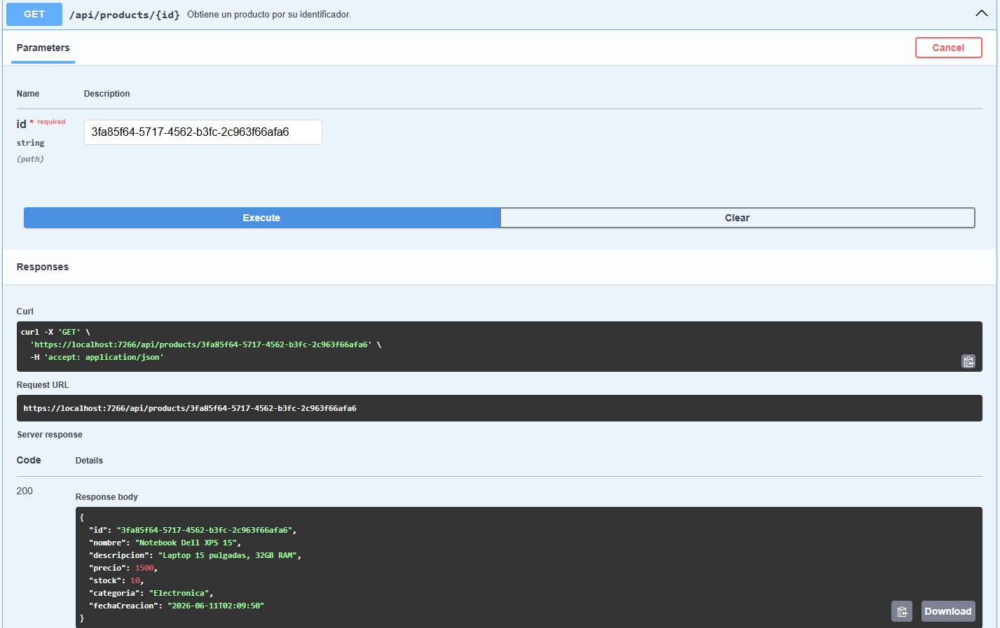 GET /api/products/{id} Obtiene un producto por su identificador.
Parameters Cancel
Name Description
id * required 3fa85f64-5717-4562-b3fc-2c963f66afa6
string
(path)
Execute Clear
Responses
Curl
curl -X 'GET' \
'https://localhost:7266/api/products/3fa85f64-5717-4562-b3fc-2c963f66afa6' \
-H 'accept: application/json'
Request URL
https://localhost:7266/api/products/3fa85f64-5717-4562-b3fc-2c963f66afa6
Server response
Code Details
200
Response body
{
"id": "3fa85f64-5717-4562-b3fc-2c963f66afa6",
"nombre": "Notebook Dell XPS 15",
"descripcion": "Laptop 15 pulgadas, 32GB RAM",
"precio": 1500,
"stock": 10,
"categoria": "Electronica",
"fechaCreacion": "2026-06-11T02:09:50"
}
Download